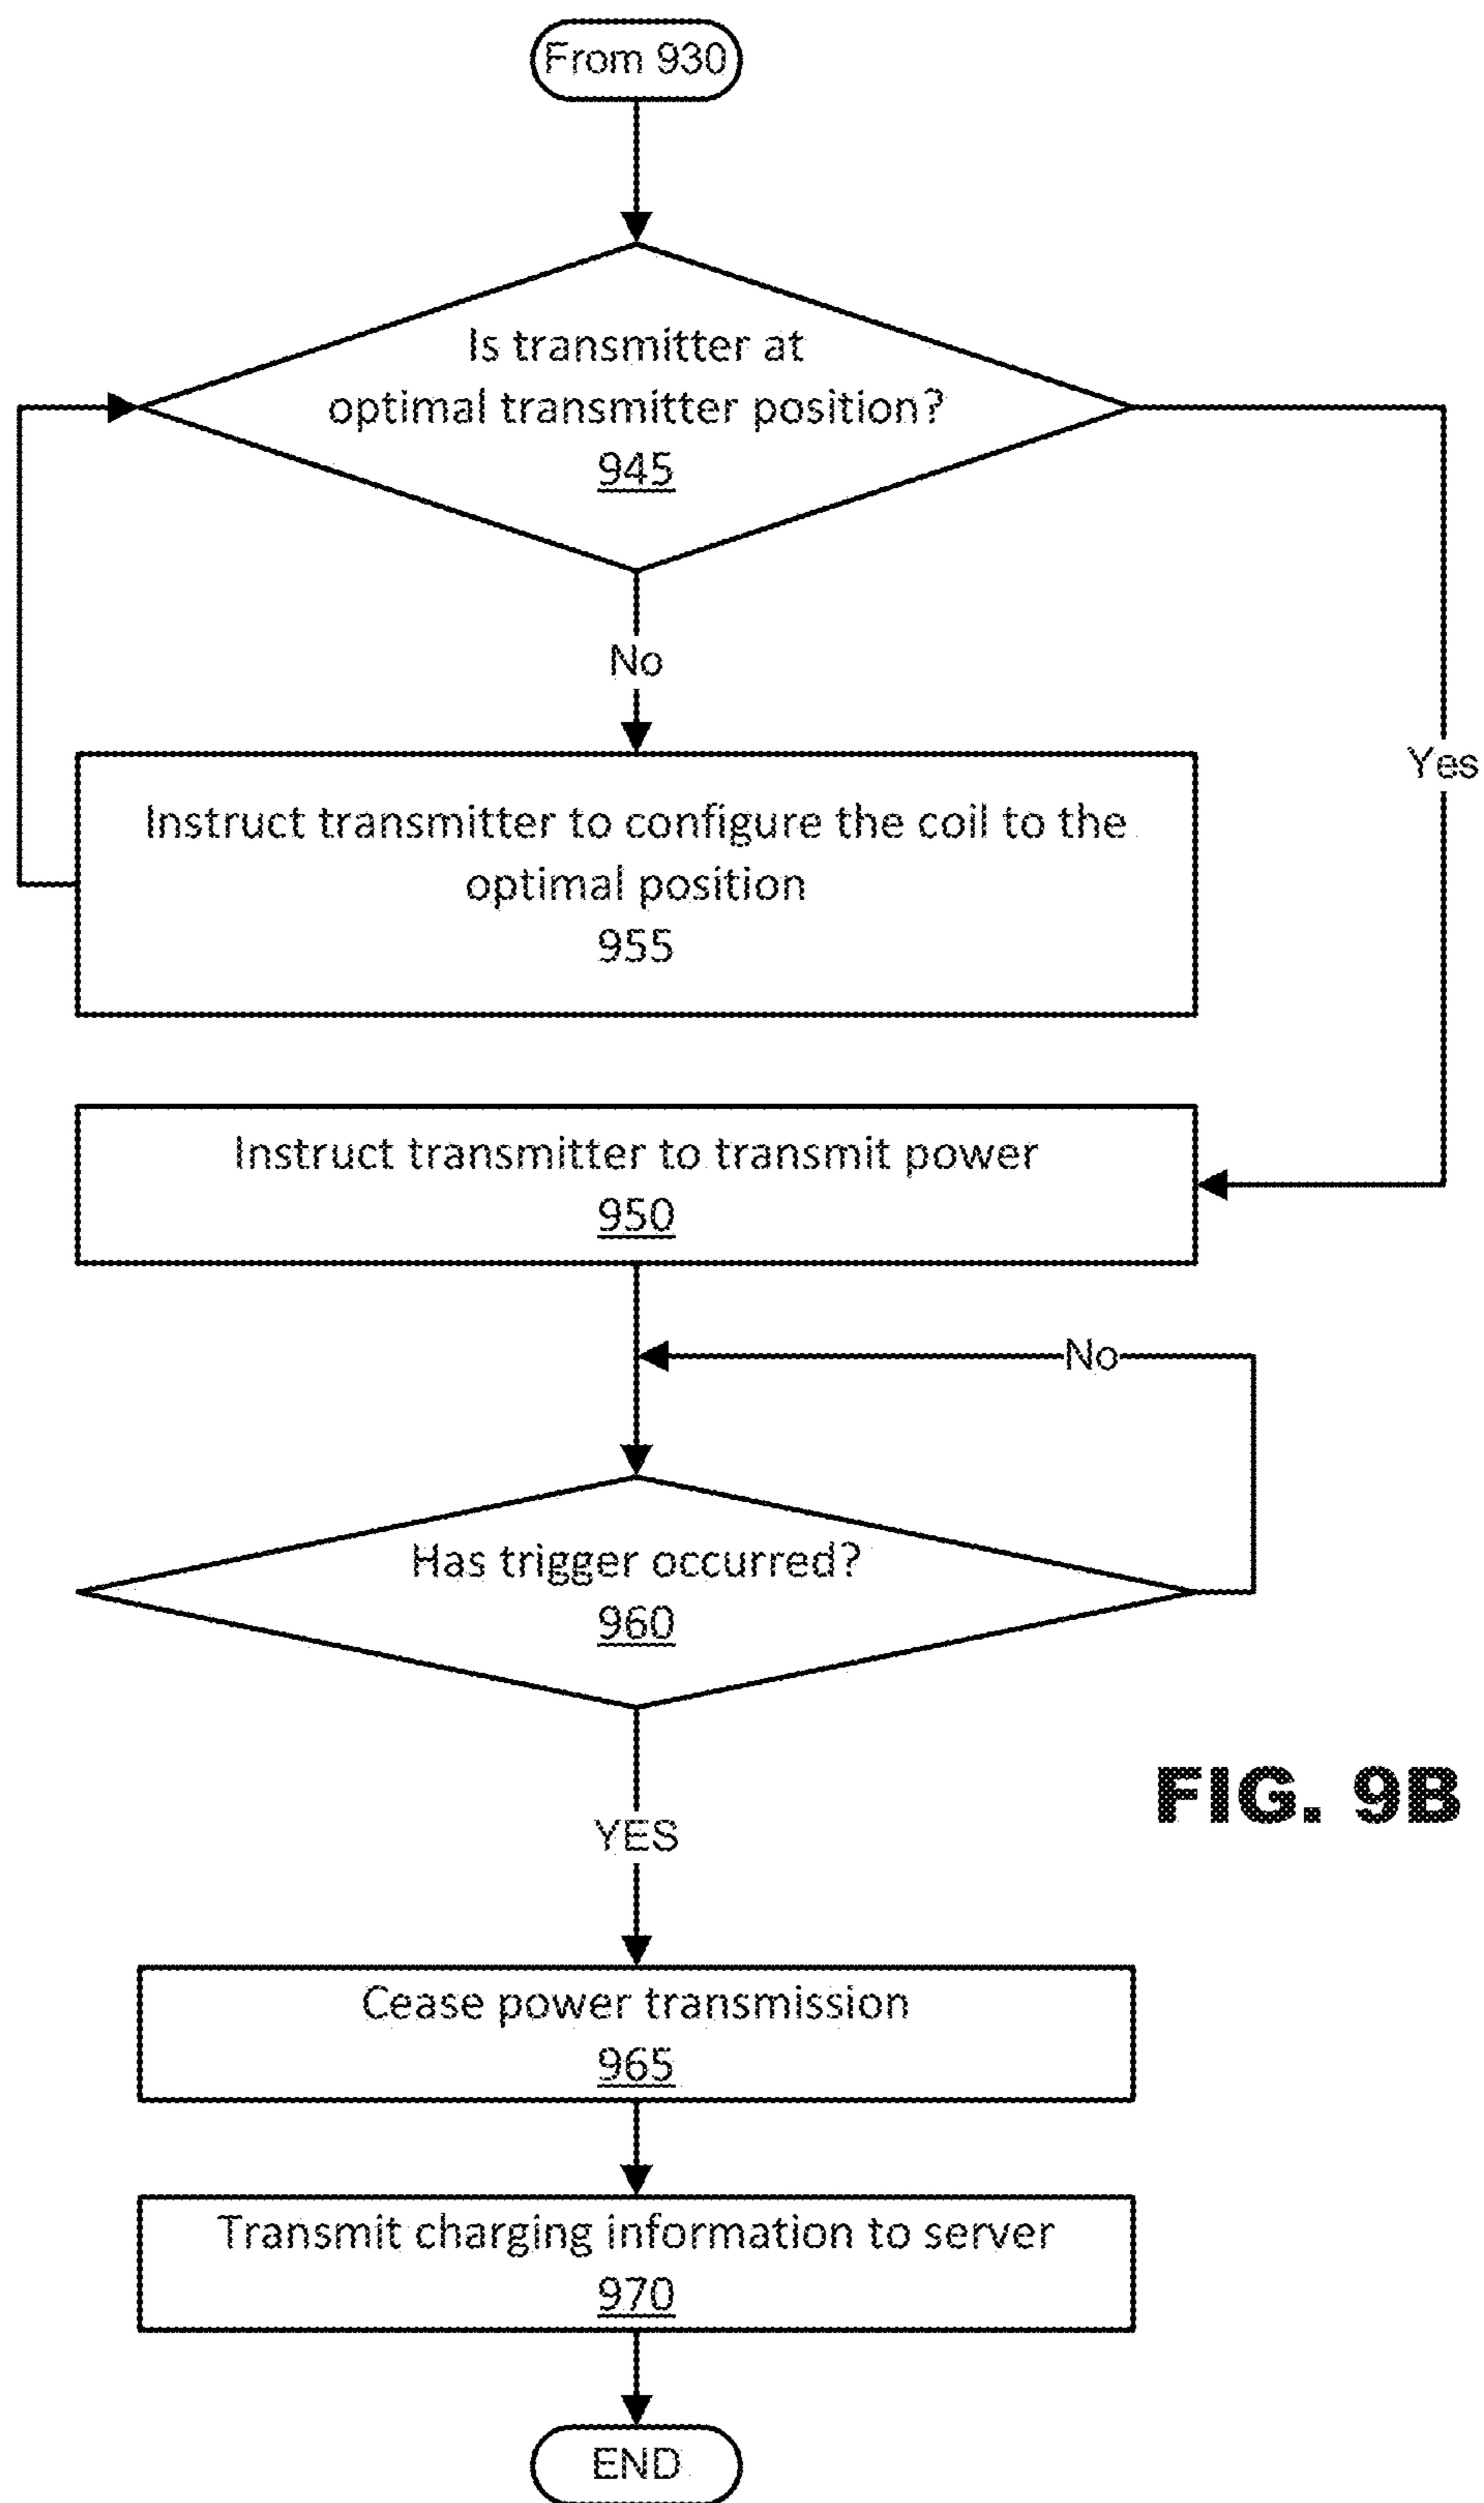 From 930
Is transmitter at
optimal transmitter position?
945
No
Yes
Instruct transmitter to configure the coil to the
optimal position
955
Instruct transmitter to transmit power
950
No
Has trigger occurred?
960
FIG. 9B
YES
Cease power transmission
965
Transmit charging information to server
970
END